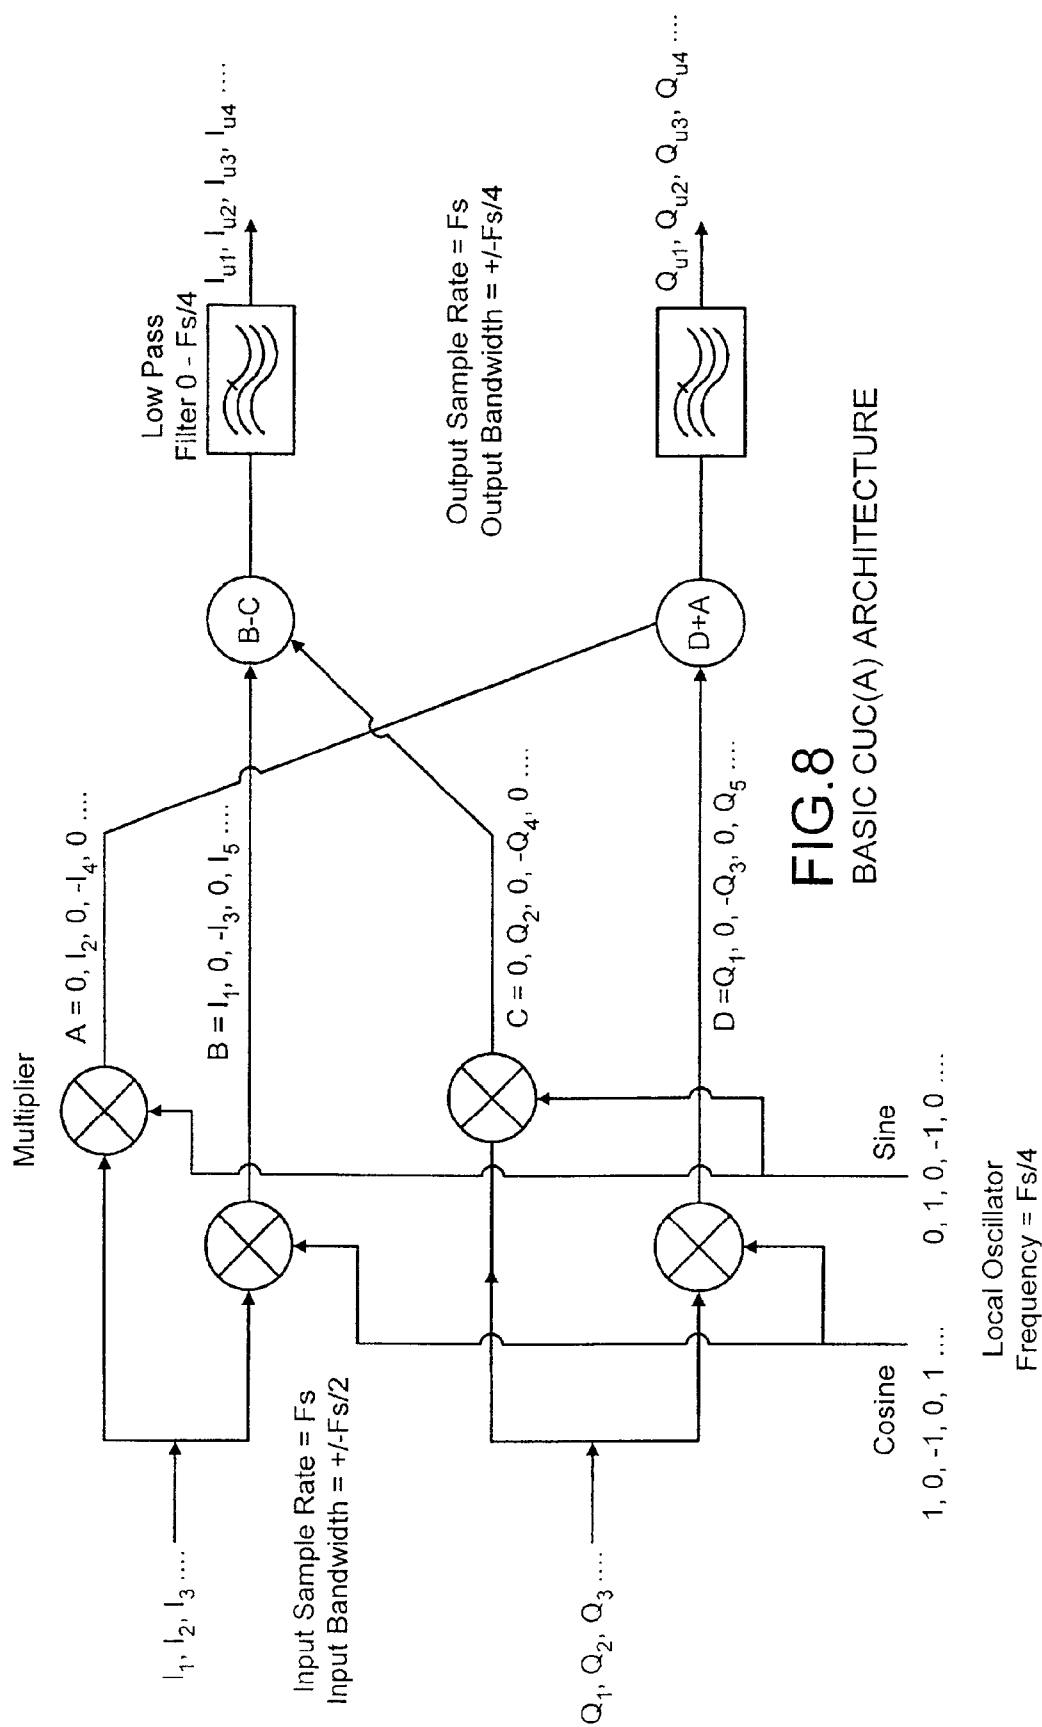 Multiplier
I1, I2, I3 ....
A = 0, I2, 0, -I4, 0 ....
B = I1, 0, -I3, 0, I5 ....
B-C
Low Pass
Filter 0 - Fs/4
Iu1, Iu2, Iu3, Iu4 ....
Input Sample Rate = Fs
Input Bandwidth = +/-Fs/2
Output Sample Rate = Fs
Output Bandwidth = +/-Fs/4
Q1, Q2, Q3 ....
C = 0, Q2, 0, -Q4, 0 ....
D =Q1, 0, -Q3, 0, Q5 ....
D+A
Qu1, Qu2, Qu3, Qu4 ....
Cosine
1, 0, -1, 0, 1 ....
Sine
0, 1, 0, -1, 0 ....
Local Oscillator
Frequency = Fs/4
FIG.8
BASIC CUC(A) ARCHITECTURE